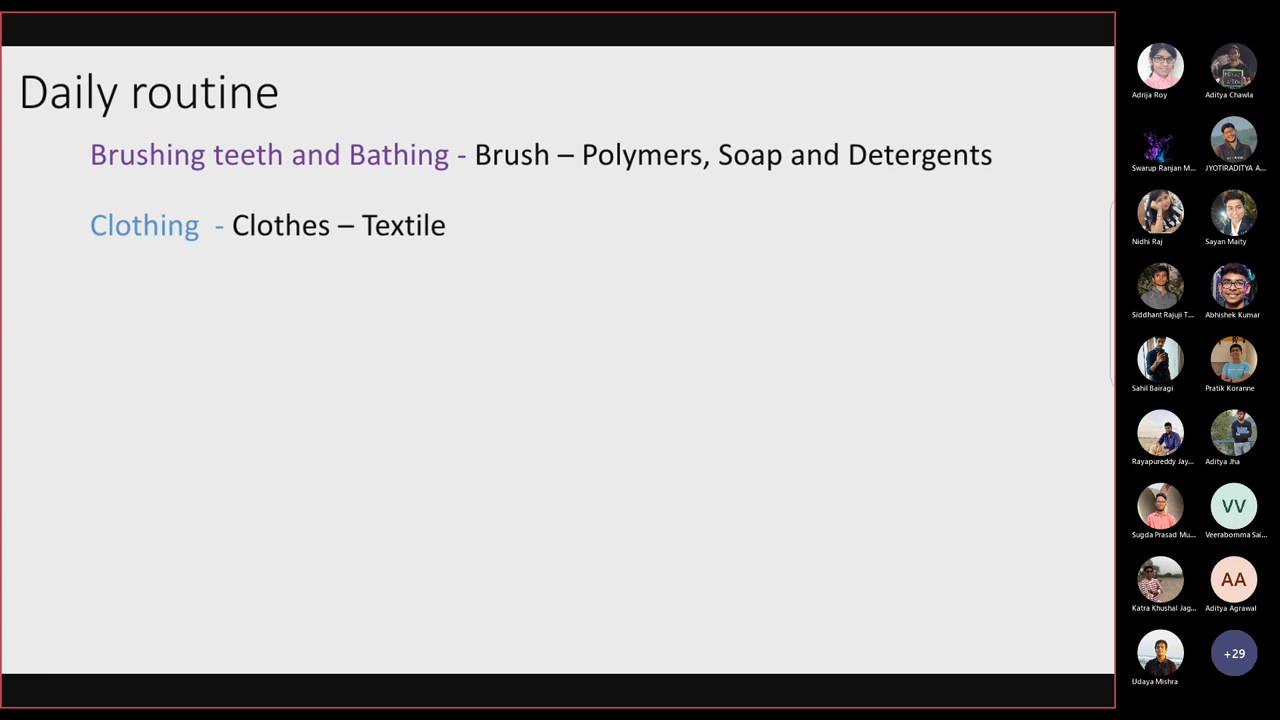 Daily routine
Brushing teeth and Bathing - Brush – Polymers, Soap and Detergents
Clothing - Clothes – Textile
Adrija Roy
Aditya Chawla
Swarup Ranjan M...
JYOTIRADITYA A...
Nidhi Raj
Sayan Maity
Siddhant Rajuji T...
Abhishek Kumar
Sahil Bairagi
Pratik Koranne
Rayapureddy Jay...
Aditya Jha
Sugda Prasad Mu...
VV
Veerabomma Sai...
Katra Khushal Jag...
AA
Aditya Agrawal
Udaya Mishra
+29